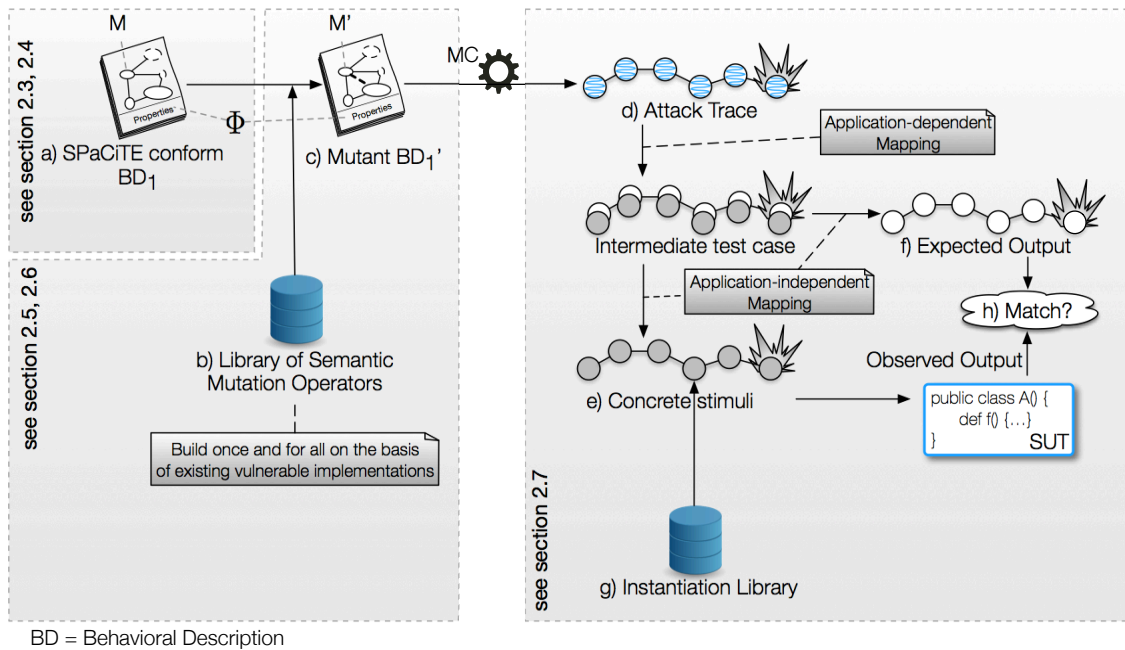 see section 2.3, 2.4
M
Properties
Φ
a) SPaCiTE conform
BD1
M'
Properties
c) Mutant BD1'
MC
see section 2.5, 2.6
b) Library of Semantic
Mutation Operators
Build once and for all on the basis
of existing vulnerable implementations
d) Attack Trace
Application-dependent
Mapping
Intermediate test case
f) Expected Output
Application-independent
Mapping
h) Match?
e) Concrete stimuli
Observed Output
public class A() {
def f() {...}
}
SUT
see section 2.7
g) Instantiation Library
BD = Behavioral Description